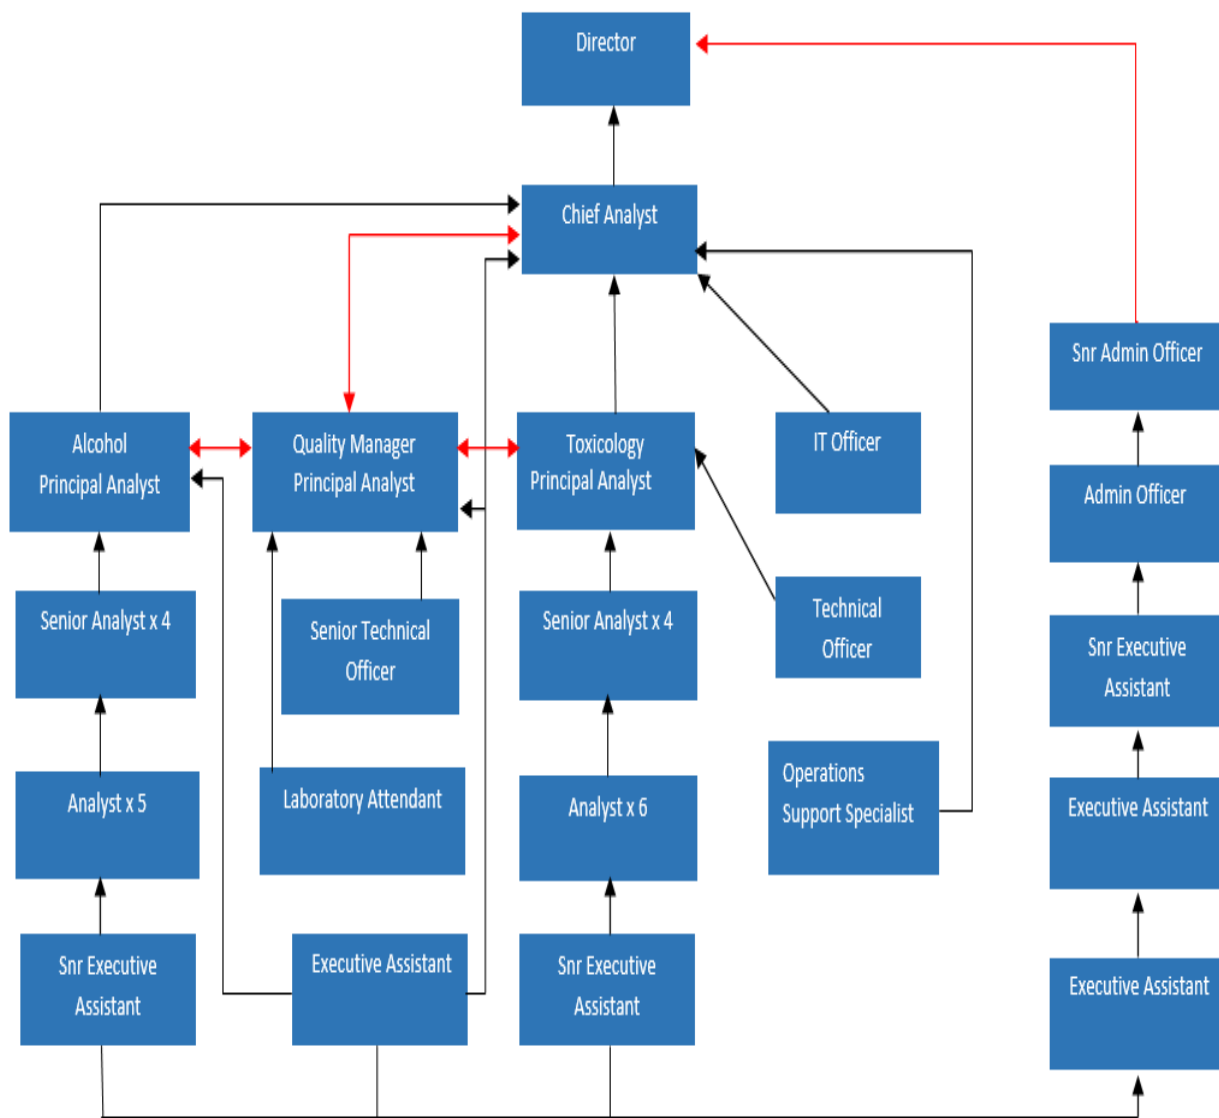 Director
Chief Analyst
Snr Admin Officer
Alcohol
Principal Analyst
Quality Manager
Principal Analyst
Toxicology
Principal Analyst
IT Officer
Admin Officer
Senior Analyst x 4
Senior Technical
Officer
Senior Analyst x 4
Technical
Officer
Snr Executive
Assistant
Analyst x 5
Laboratory Attendant
Analyst x 6
Operations
Support Specialist
Executive Assistant
Snr Executive
Assistant
Executive Assistant
Snr Executive
Assistant
Executive Assistant